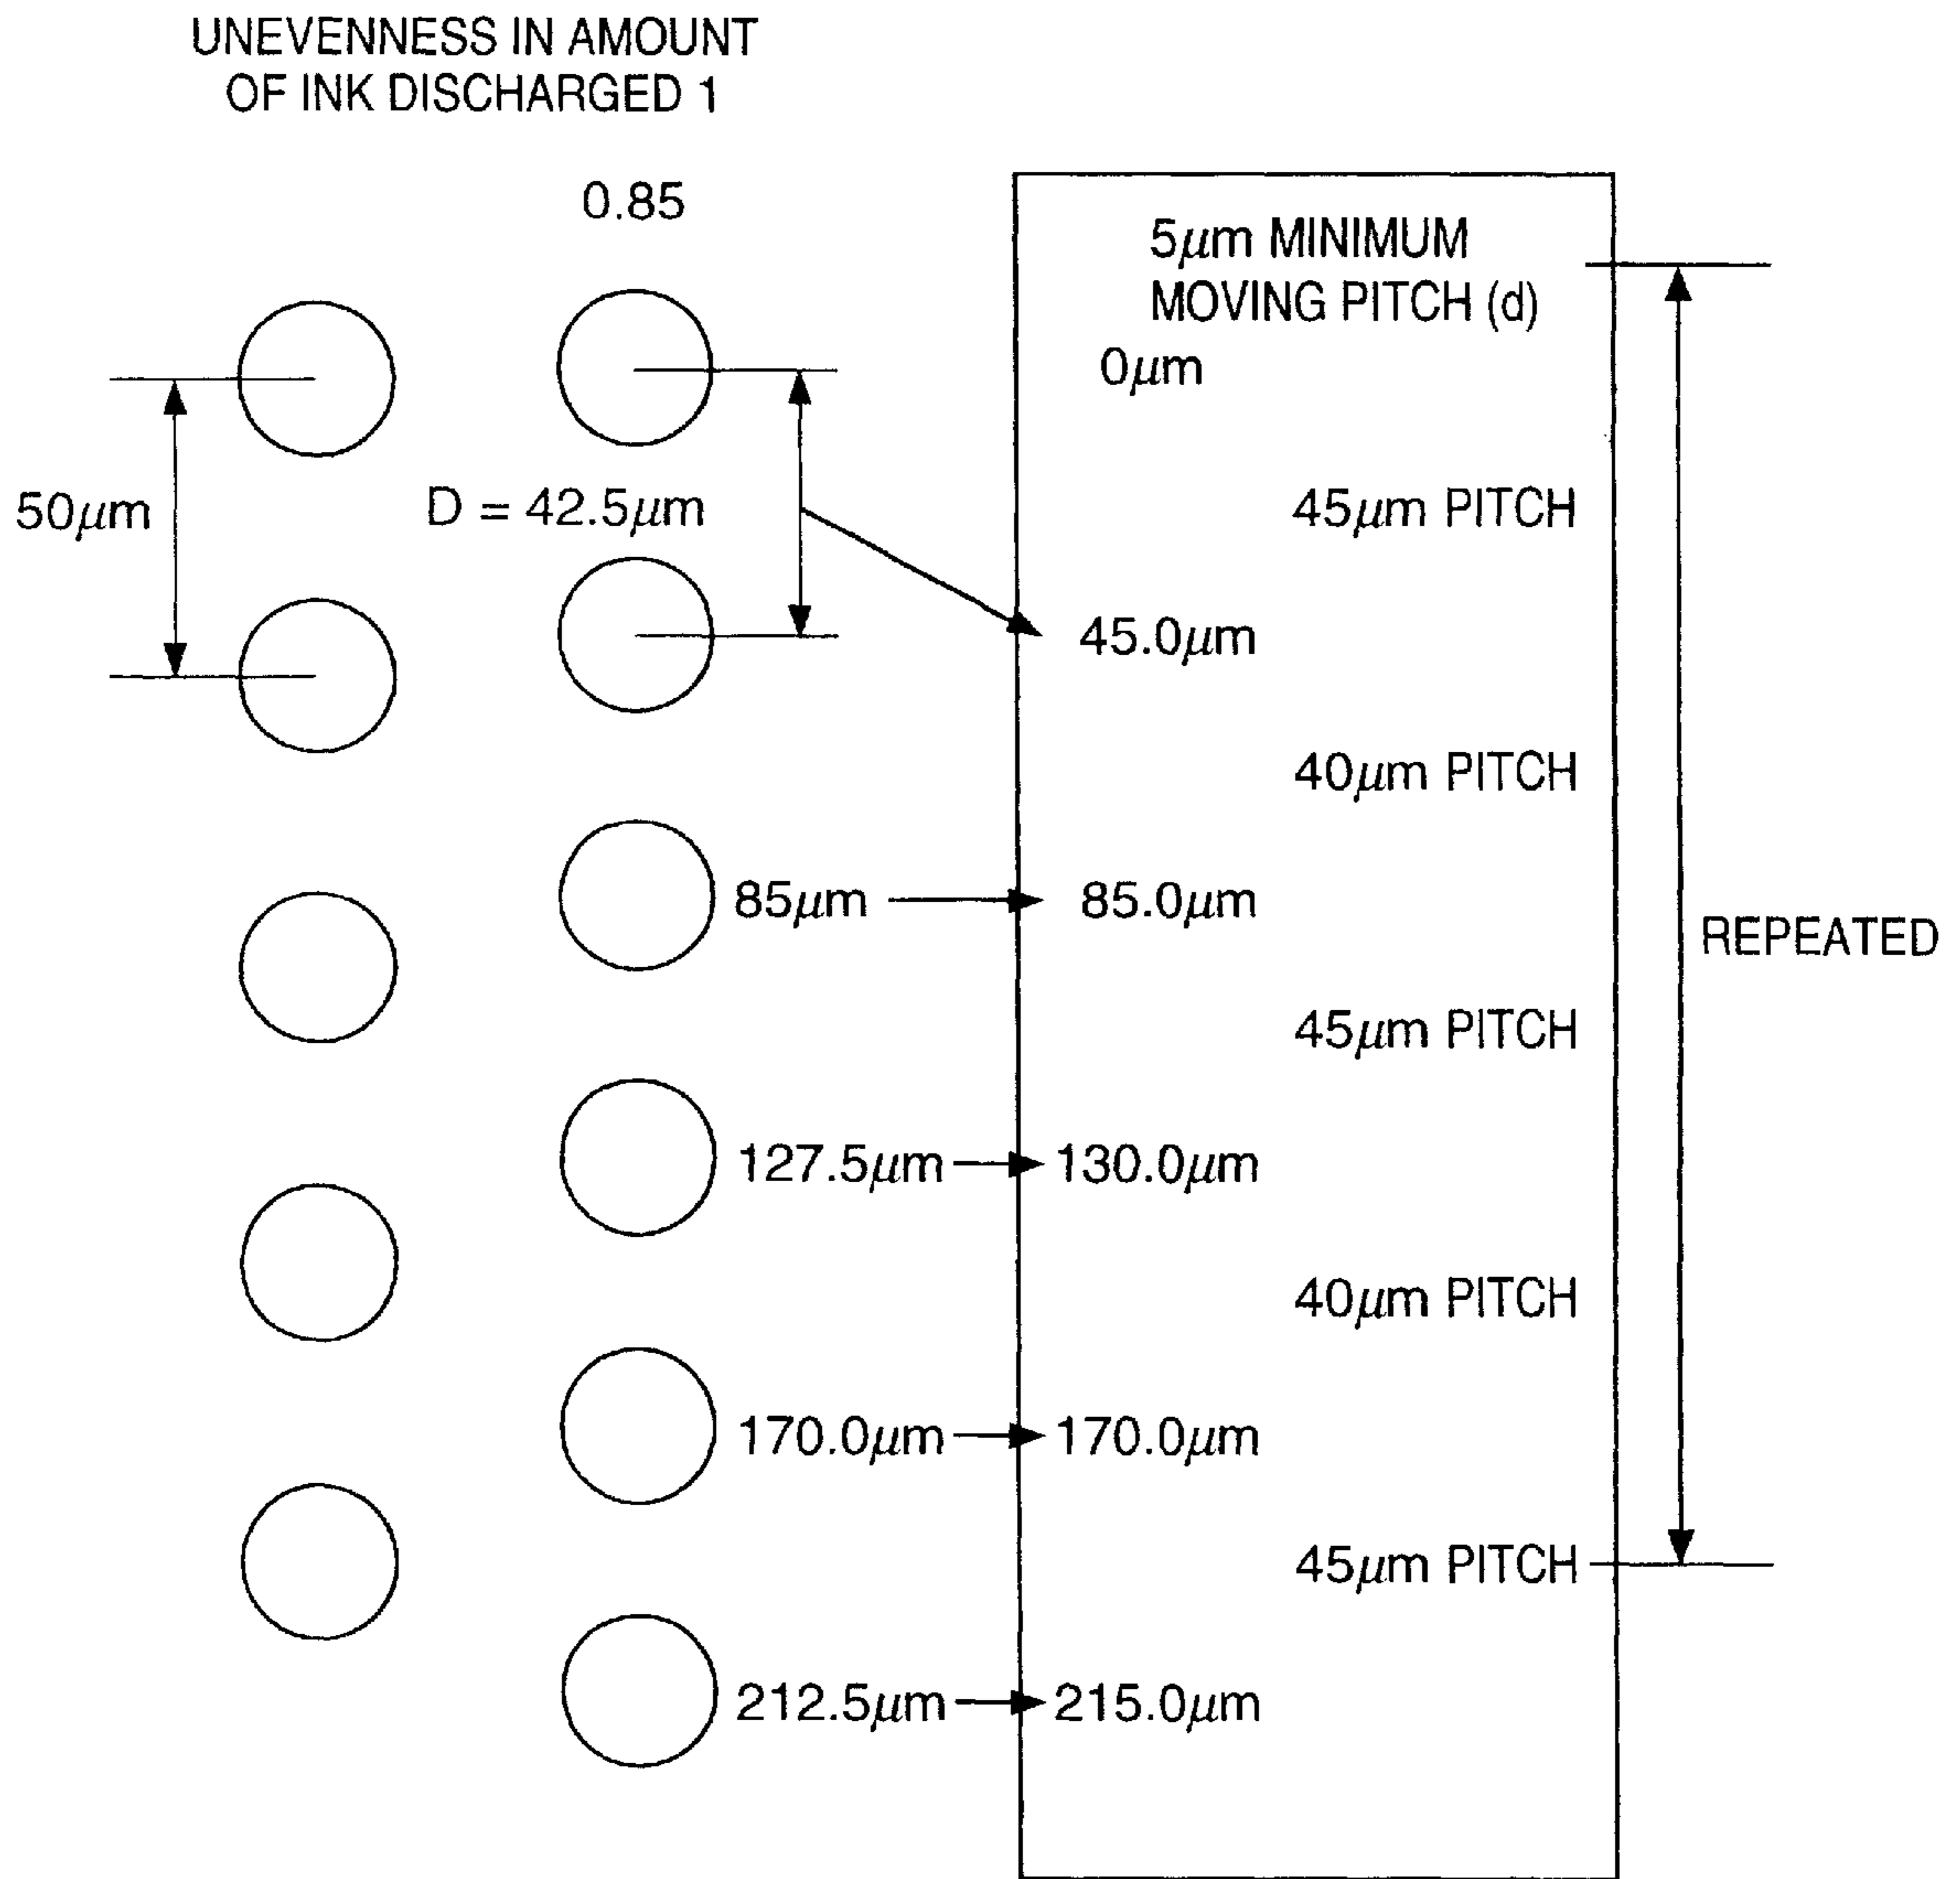 UNEVENNESS IN AMOUNT
OF INK DISCHARGED 1
0.85
5μm MINIMUM
MOVING PITCH (d)
0μm
50μm
D = 42.5μm
45μm PITCH
45.0μm
40μm PITCH
85μm
85.0μm
REPEATED
45μm PITCH
127.5μm
130.0μm
40μm PITCH
170.0μm
170.0μm
45μm PITCH
212.5μm
215.0μm